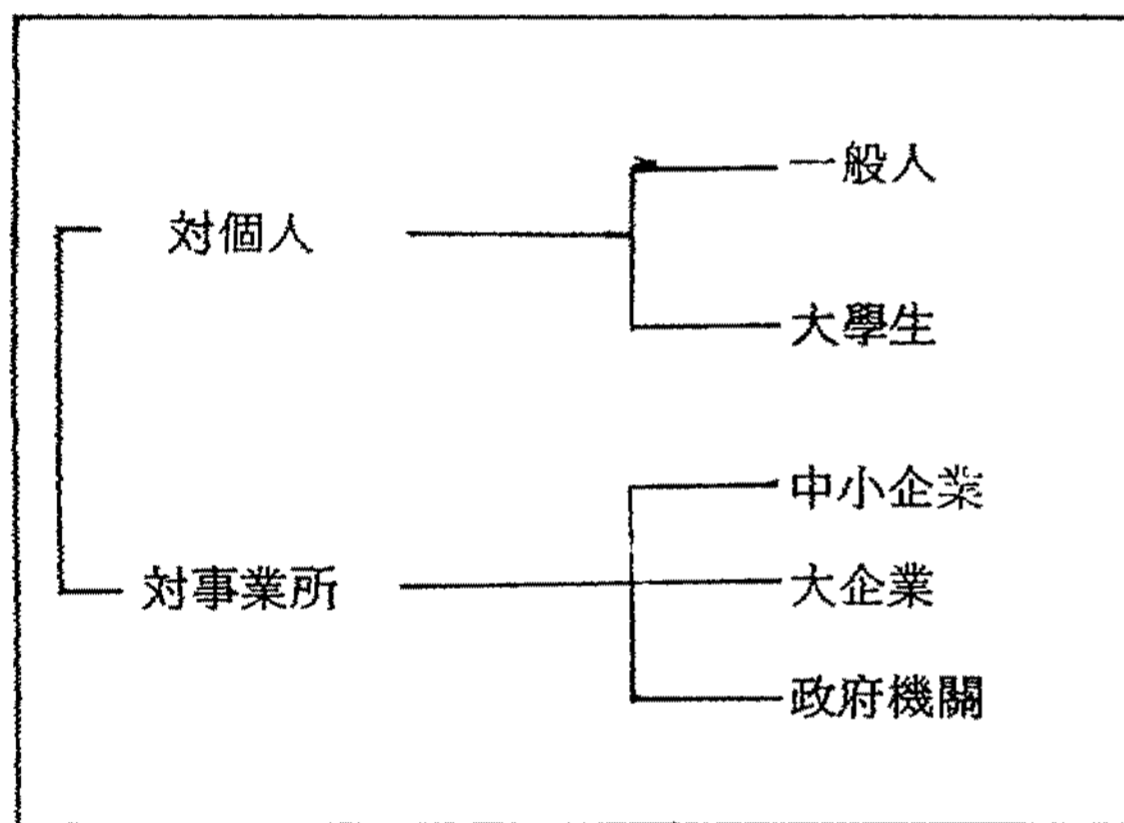 一般人
対個人
大學生
中小企業
対事業所
大企業
政府機關